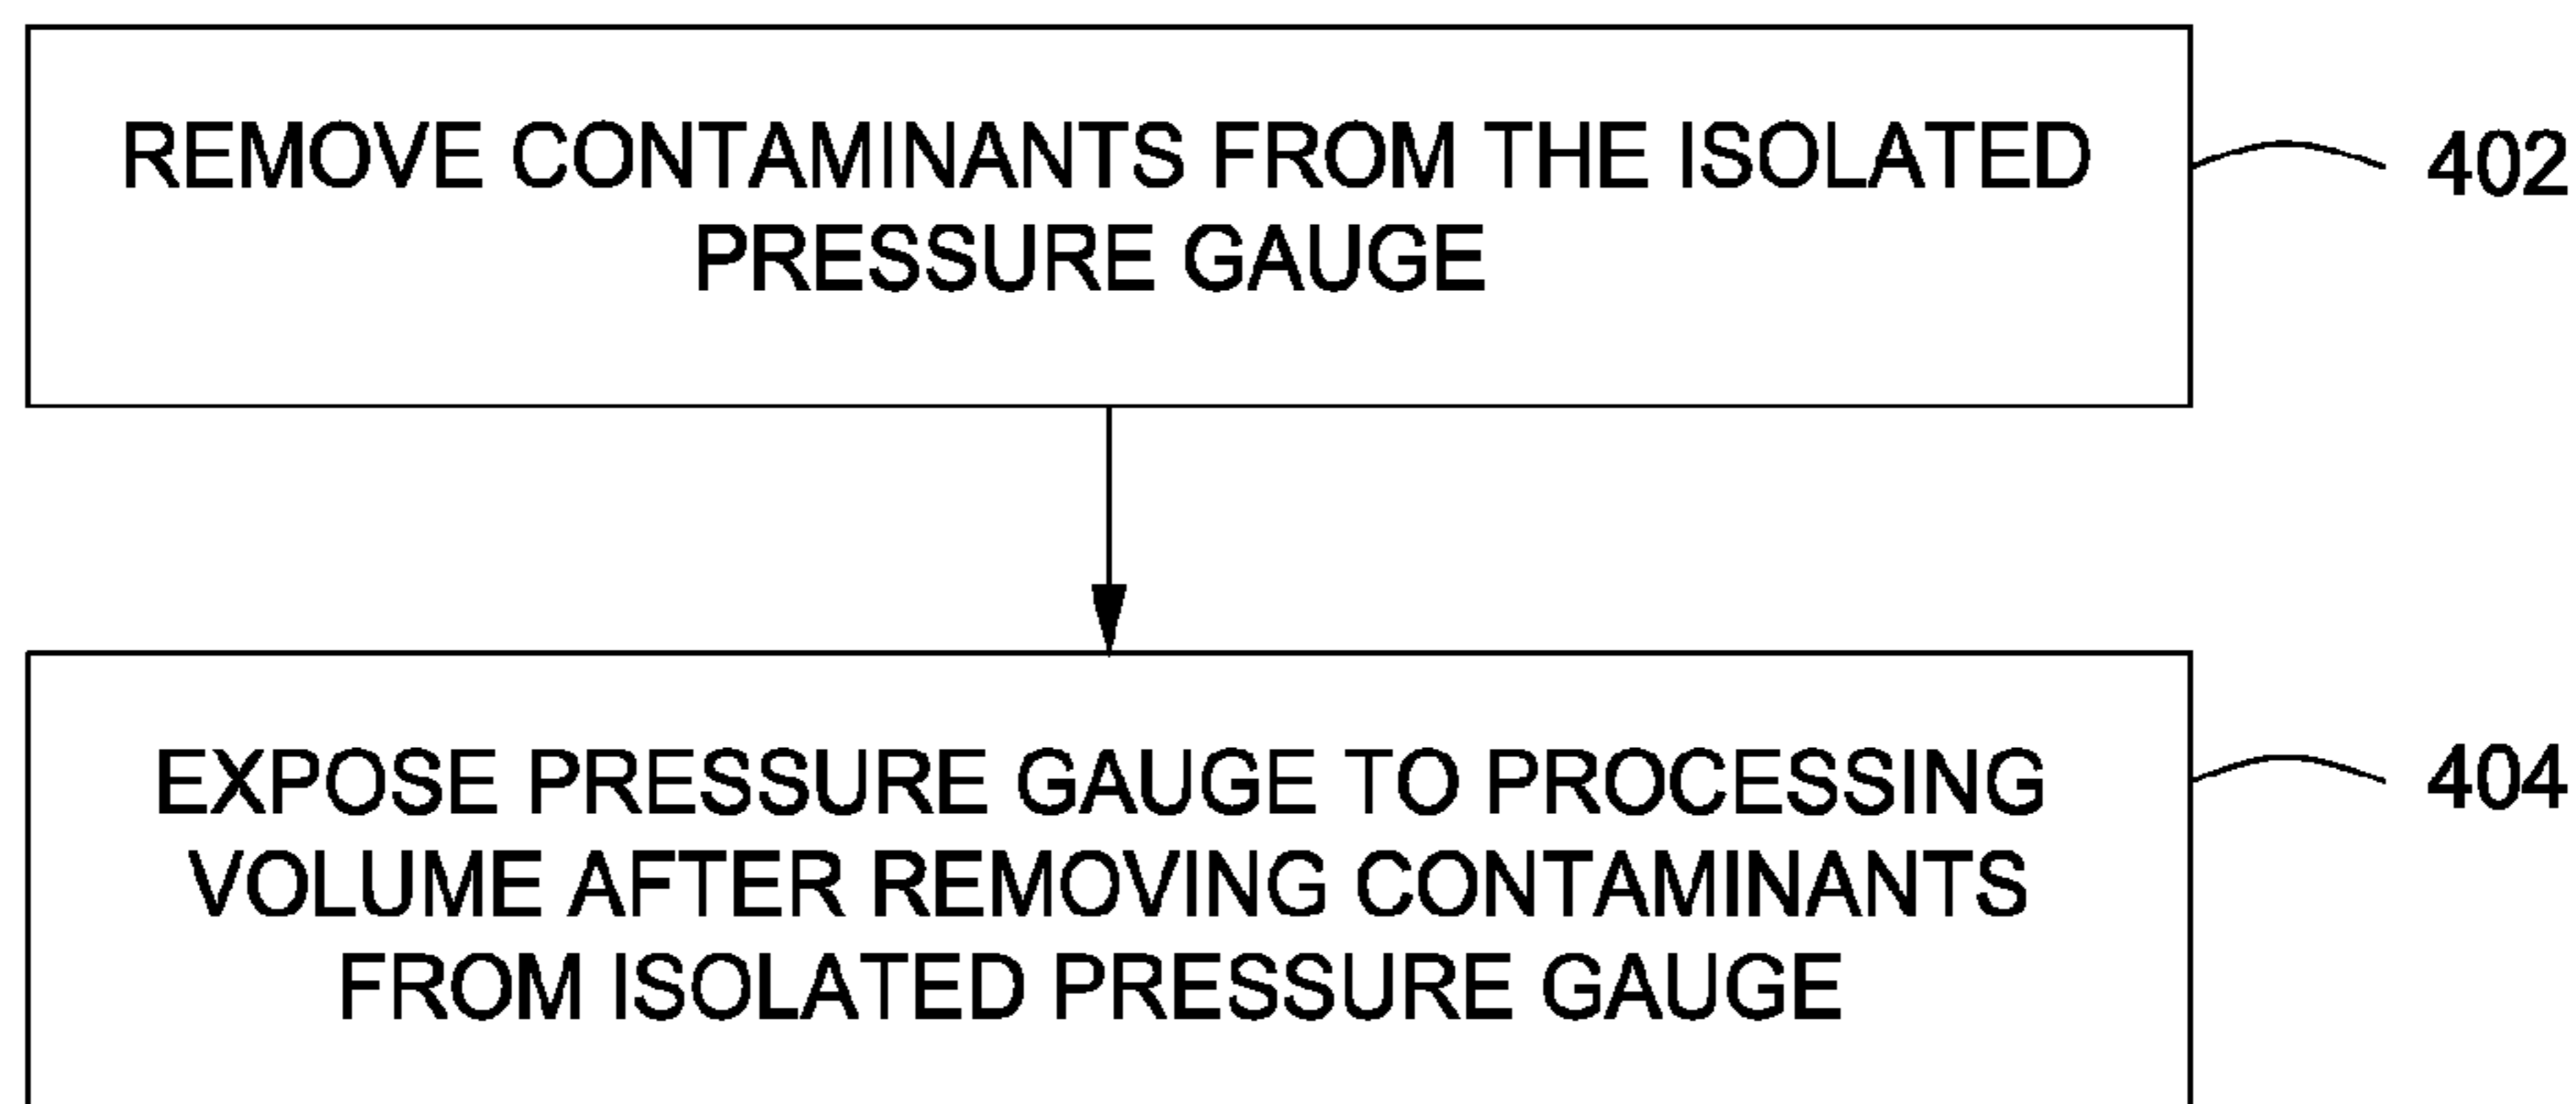 REMOVE CONTAMINANTS FROM THE ISOLATED
PRESSURE GAUGE
402
EXPOSE PRESSURE GAUGE TO PROCESSING
VOLUME AFTER REMOVING CONTAMINANTS
FROM ISOLATED PRESSURE GAUGE
404